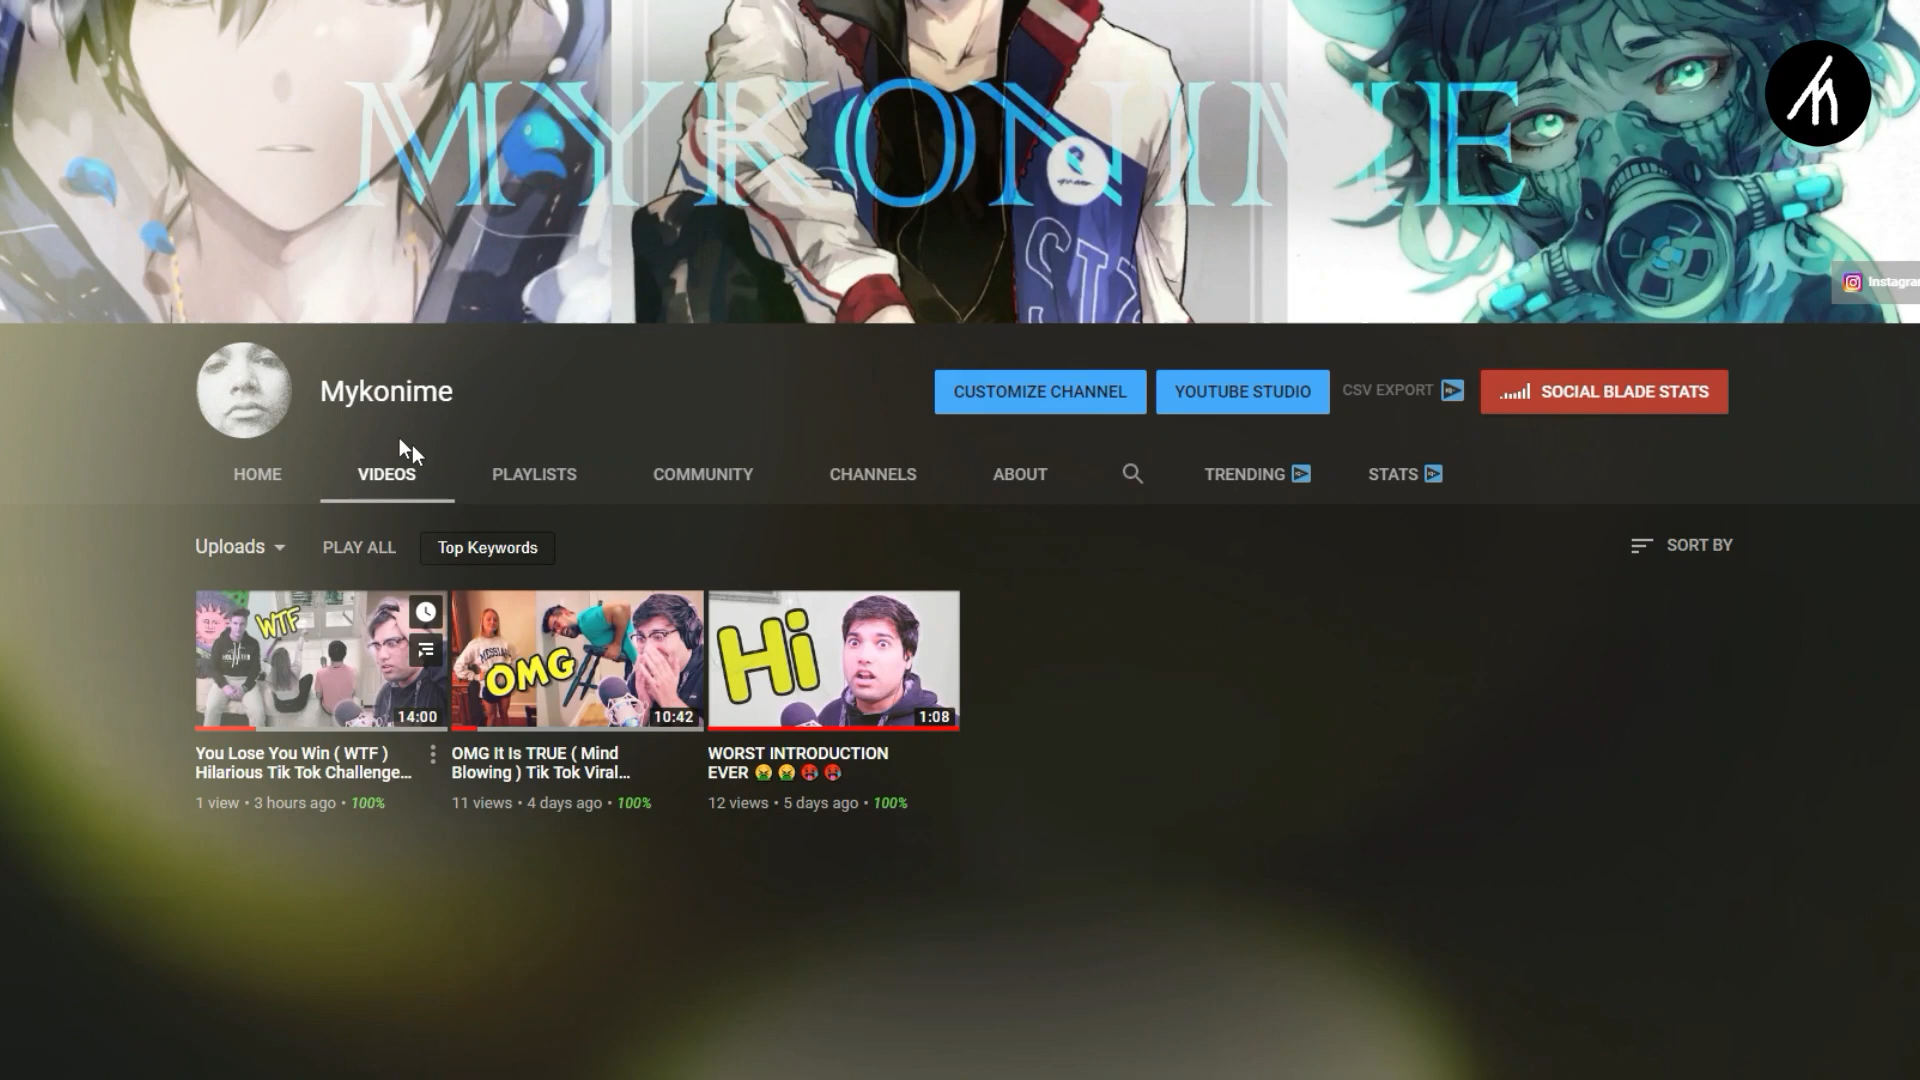 MYKONIME
Instagra
Mykonime
CUSTOMIZE CHANNEL
YOUTUBE STUDIO
CSV EXPORT
SOCIAL BLADE STATS
HOME
VIDEOS
PLAYLISTS
COMMUNITY
CHANNELS
ABOUT
TRENDING
STATS
Uploads
PLAY ALL
Top Keywords
SORT BY
WTF
14:00
OMG
10:42
Hi
1:08
You Lose You Win ( WTF )
Hilarious Tik Tok Challenge...
1 view • 3 hours ago • 100%
OMG It Is TRUE ( Mind
Blowing ) Tik Tok Viral...
11 views • 4 days ago • 100%
WORST INTRODUCTION
EVER 🤮 🤮 🥵 🥵
12 views • 5 days ago • 100%